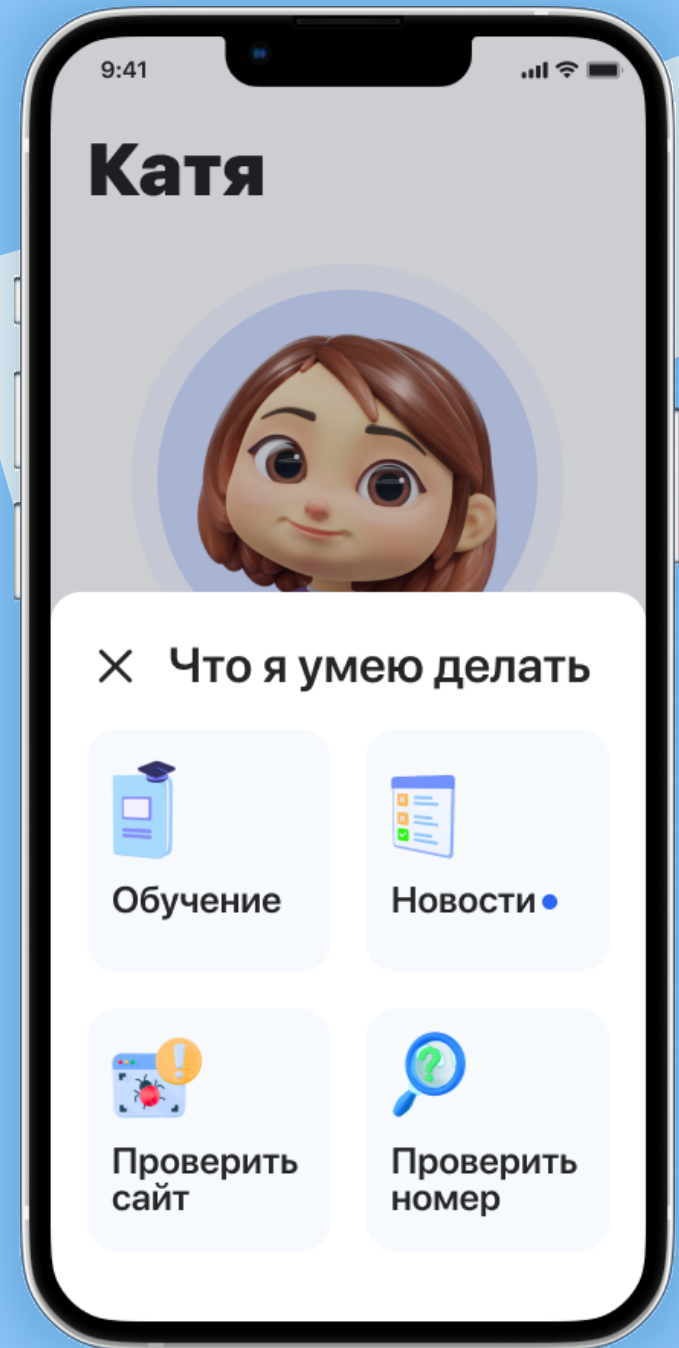 9:41
Катя
Что я умею делать
Обучение
Новости
Проверить
сайт
Проверить
номер